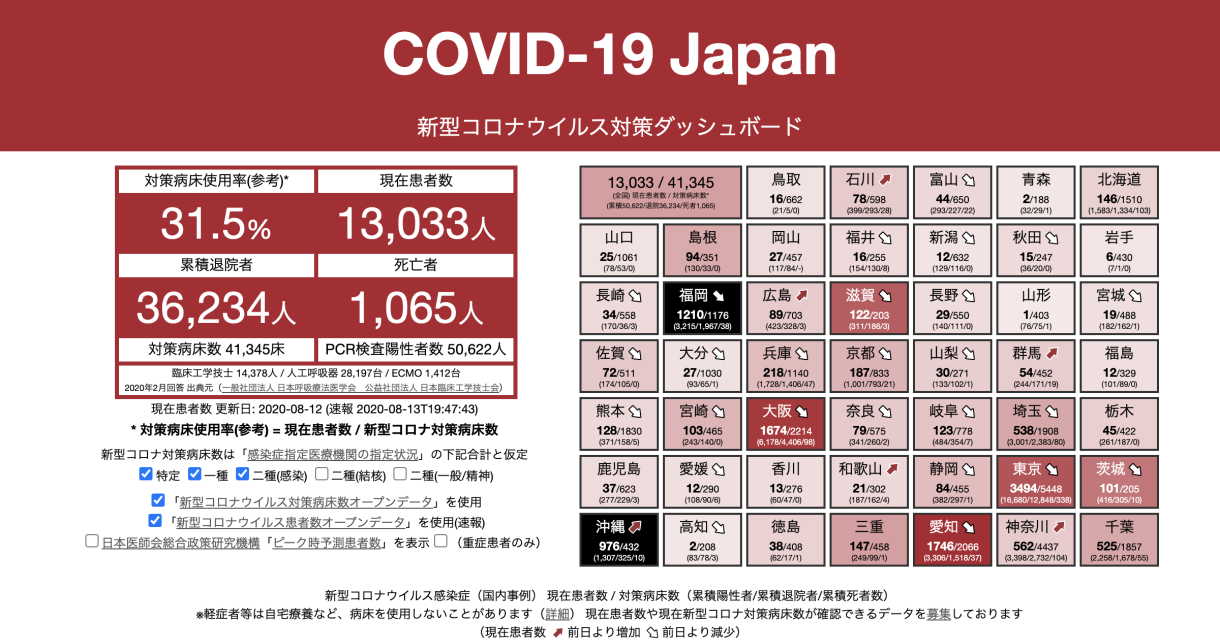 COVID-19 Japan
新型コロナウイルス対策ダッシュボード
対策病床使用率(参考)* 現在患者数
31.5% 13,033人
累積退院者 死亡者
36,234人 1,065人
対策病床数 41,345床 PCR検査陽性者数 50,622人
臨床工学技士 14,378人 / 人工呼吸器 28,197台 / ECMO 1,412台
2020年2月回答 出典元（一般社団法人 日本呼吸療法医学会　公益社団法人 日本臨床工学技士会）
現在患者数 更新日: 2020-08-12 (速報 2020-08-13T19:47:43)
* 対策病床使用率(参考) = 現在患者数 / 新型コロナ対策病床数
新型コロナ対策病床数は「感染症指定医療機関の指定状況」の下記合計と仮定
特定 一種 二種(感染) 二種(結核) 二種(一般/精神)
「新型コロナウイルス対策病床数オープンデータ」を使用
「新型コロナウイルス患者数オープンデータ」を使用(速報)
日本医師会総合政策研究機構「ピーク時予測患者数」を表示 （重症患者のみ）
13,033 / 41,345
(全国) 現在患者数 / 対策病床数*
(累積50,622/退院36,234/死者1,065)
鳥取 石川 富山 青森 北海道
16/662 78/598 44/650 2/188 146/1510
(21/5/0) (399/293/28) (293/227/22) (32/29/1) (1,583/1,334/103)
山口 島根 岡山 福井 新潟 秋田 岩手
25/1061 94/351 27/457 16/255 12/632 15/247 6/430
(78/53/0) (130/33/0) (117/84/-) (154/130/8) (129/116/0) (36/20/0) (7/1/0)
長崎 福岡 広島 滋賀 長野 山形 宮城
34/558 1210/1176 89/703 122/203 29/550 1/403 19/488
(170/36/3) (3,215/1,967/38) (423/328/3) (311/186/3) (140/111/0) (76/75/1) (182/162/1)
佐賀 大分 兵庫 京都 山梨 群馬 福島
72/511 27/1030 218/1140 187/833 30/271 54/452 12/329
(174/105/0) (93/65/1) (1,728/1,406/47) (1,001/793/21) (133/102/1) (244/171/19) (101/89/0)
熊本 宮崎 大阪 奈良 岐阜 埼玉 栃木
128/1830 103/465 1674/2214 79/575 123/778 538/1908 45/422
(371/158/5) (243/140/0) (6,178/4,406/98) (341/260/2) (484/354/7) (3,001/2,383/80) (261/187/0)
鹿児島 愛媛 香川 和歌山 静岡 東京 茨城
37/623 12/290 13/276 21/302 84/455 3494/5448 101/205
(277/229/3) (108/90/6) (60/47/0) (187/162/4) (382/297/1) (16,680/12,848/338) (416/305/10)
沖縄 高知 徳島 三重 愛知 神奈川 千葉
976/432 2/208 38/408 147/458 1746/2066 562/4437 525/1857
(1,307/325/10) (83/78/3) (62/17/1) (249/99/1) (3,306/1,518/37) (3,398/2,732/104) (2,258/1,678/55)
新型コロナウイルス感染症（国内事例） 現在患者数 / 対策病床数（累積陽性者/累積退院者/累積死者数）
※軽症者等は自宅療養など、病床を使用しないことがあります（詳細） 現在患者数や現在新型コロナ対策病床数が確認できるデータを募集しております
（現在患者数 前日より増加 前日より減少）